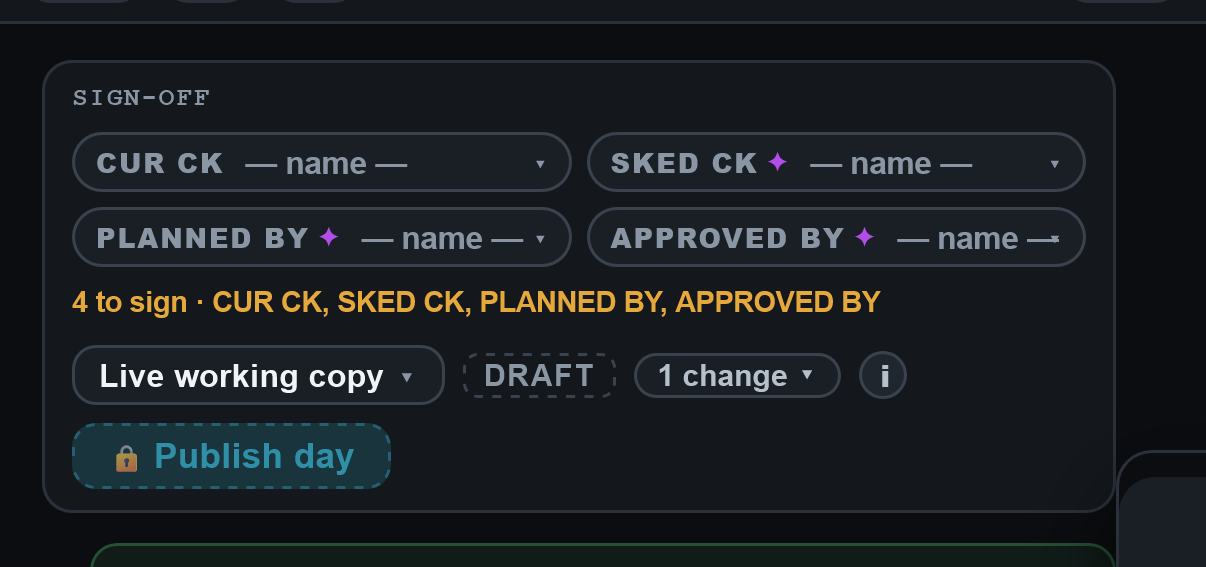 SIGN-OFF
CUR CK — name — SKED CK ✦ — name —
PLANNED BY ✦ — name — APPROVED BY ✦ — name —
4 to sign · CUR CK, SKED CK, PLANNED BY, APPROVED BY
Live working copy DRAFT 1 change i
🔒 Publish day